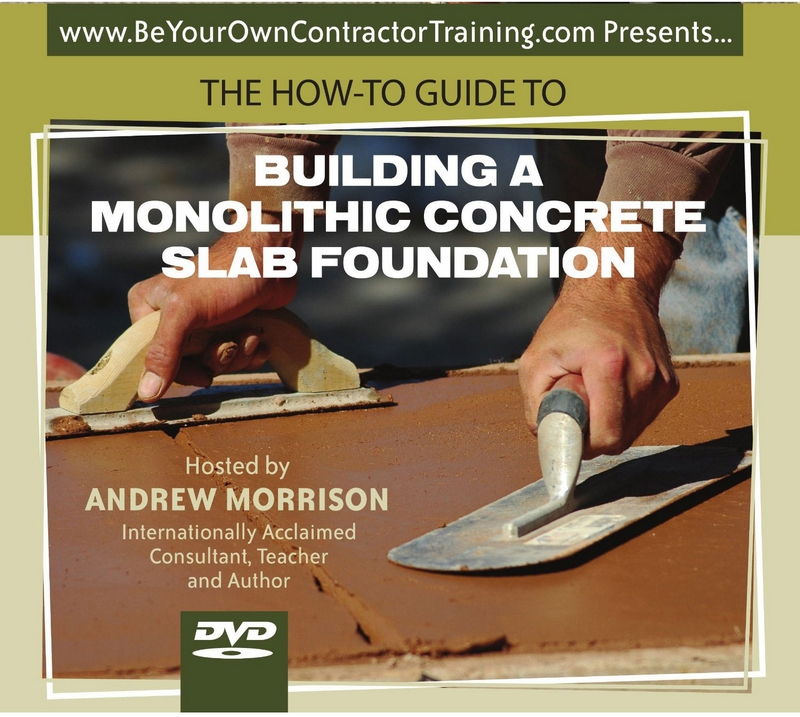 www.BeYourOwnContractorTraining.com Presents...
THE HOW-TO GUIDE TO
BUILDING A
MONOLITHIC CONCRETE
SLAB FOUNDATION
Hosted by
ANDREW MORRISON
Internationally Acclaimed
Consultant, Teacher
and Author
DVD